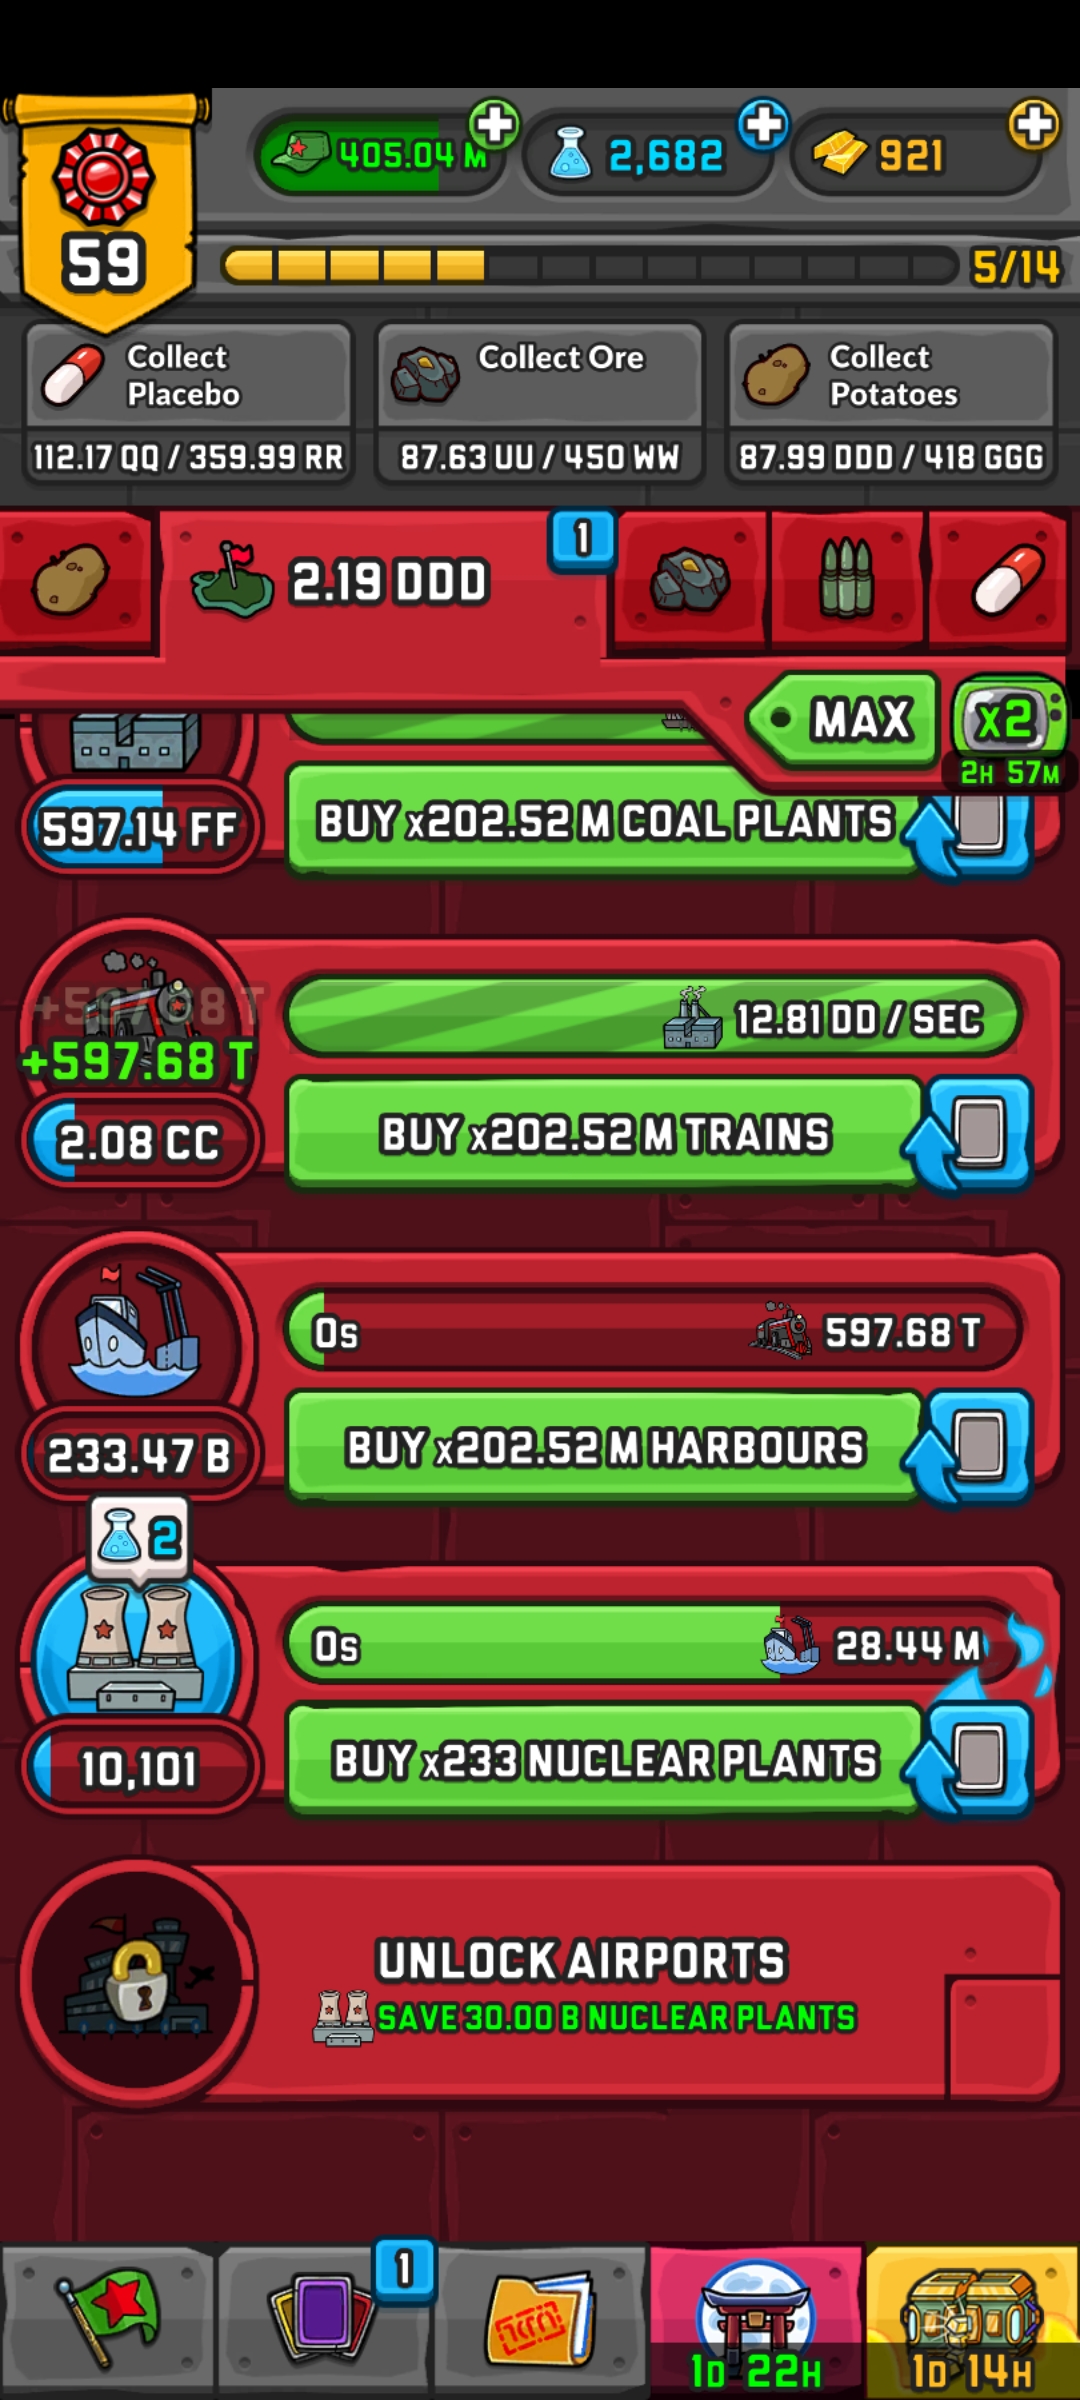 405.04 M
2,682
921
59
5/14
Collect
Placebo
112.17 QQ / 359.99 RR
Collect Ore
87.63 UU / 450 WW
Collect
Potatoes
87.99 DDD / 418 GGG
2.19 DDD
1
MAX
x2
2H 57M
597.14 FF
BUY x202.52 M COAL PLANTS
+597.68 T
+597.68 T
12.81 DD / SEC
2.08 CC
BUY x202.52 M TRAINS
0s
597.68 T
233.47 B
BUY x202.52 M HARBOURS
2
0s
28.44 M
10,101
BUY x233 NUCLEAR PLANTS
UNLOCK AIRPORTS
SAVE 30.00 B NUCLEAR PLANTS
1
1D 22H
1D 14H